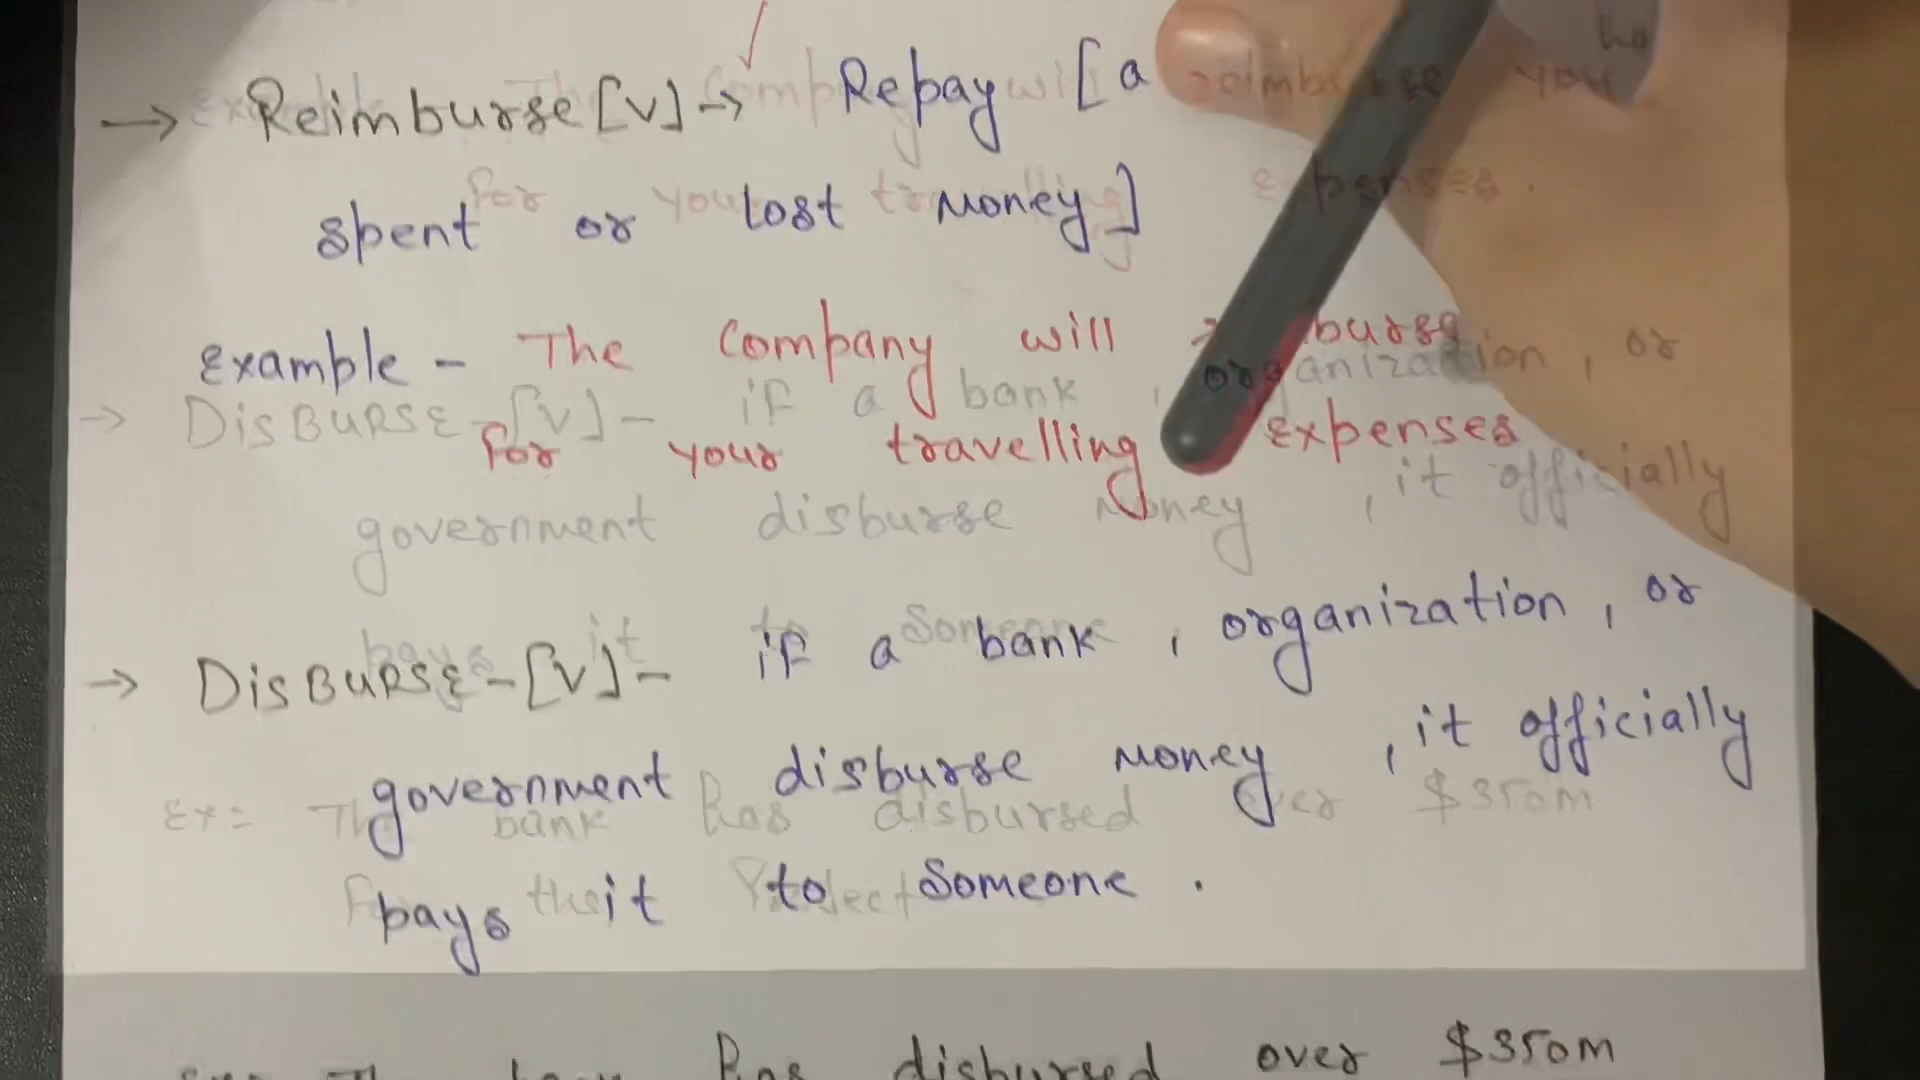 → Reimburse [V] → Repay [a
spent or lost money]
Example - The company will
for your travelling expenses
→ DISBURSE - [V] - if a bank, organization, or
government disburse money, it officially
pays it to someone.
has disbursed over $350m